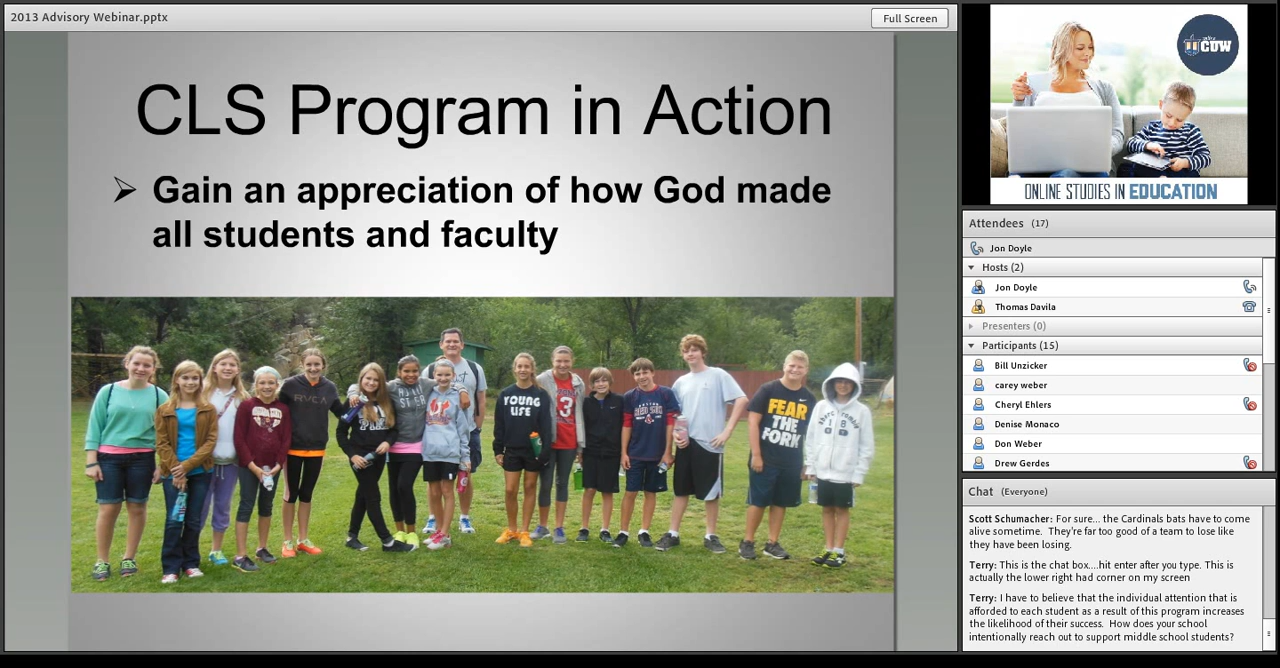 2013 Advisory Webinar.pptx
Full Screen
CLS Program in Action
➢ Gain an appreciation of how God made
all students and faculty
RVCA
YOUNG
LIFE
FEAR
THE
FORK
CUW
ONLINE STUDIES IN EDUCATION
Attendees (17)
Jon Doyle
Hosts (2)
Jon Doyle
Thomas Davila
Presenters (0)
Participants (15)
Bill Unzicker
carey weber
Cheryl Ehlers
Denise Monaco
Don Weber
Drew Gerdes
Chat (Everyone)
Scott Schumacher: For sure... the Cardinals bats have to come
alive sometime. They're far too good of a team to lose like
they have been losing.
Terry: This is the chat box....hit enter after you type. This is
actually the lower right had corner on my screen
Terry: I have to believe that the individual attention that is
afforded to each student as a result of this program increases
the likelihood of their success. How does your school
intentionally reach out to support middle school students?